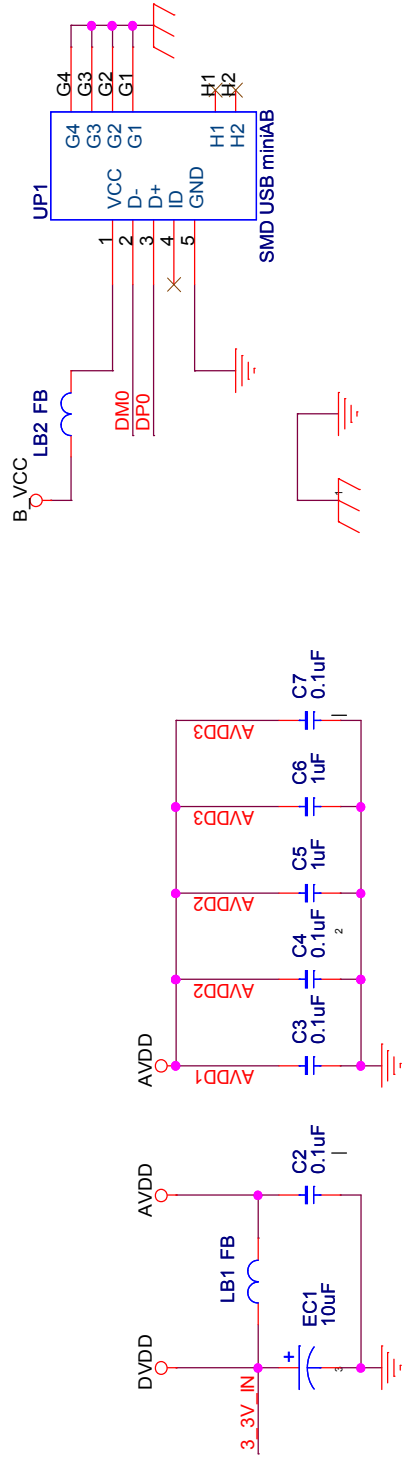 UP1
G4
G3
G2
G1
H1
H2
G4
G3
G2
G1
H1
H2
VCC
D-
D+
ID
GND
1
2
3
4
5
SMD USB miniAB
LB2 FB
B_VCC
DM0
DP0
1
AVDD
AVDD1
AVDD2
AVDD2
AVDD3
AVDD3
C3
0.1uF
C4
0.1uF
C5
1uF
C6
1uF
C7
0.1uF
2
DVDD
AVDD
LB1 FB
3_3V_IN
EC1
10uF
+
3
C2
0.1uF